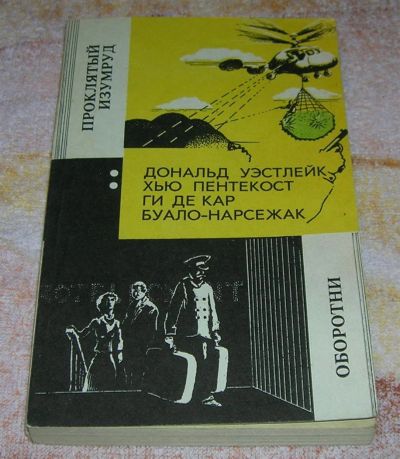 ПРОКЛЯТЫЙ
ИЗУМРУД
ДОНАЛЬД УЭСТЛЕЙК
ХЬЮ ПЕНТЕКОСТ
ГИ ДЕ КАР
БУАЛО-НАРСЕЖАК
ОБОРОТНИ